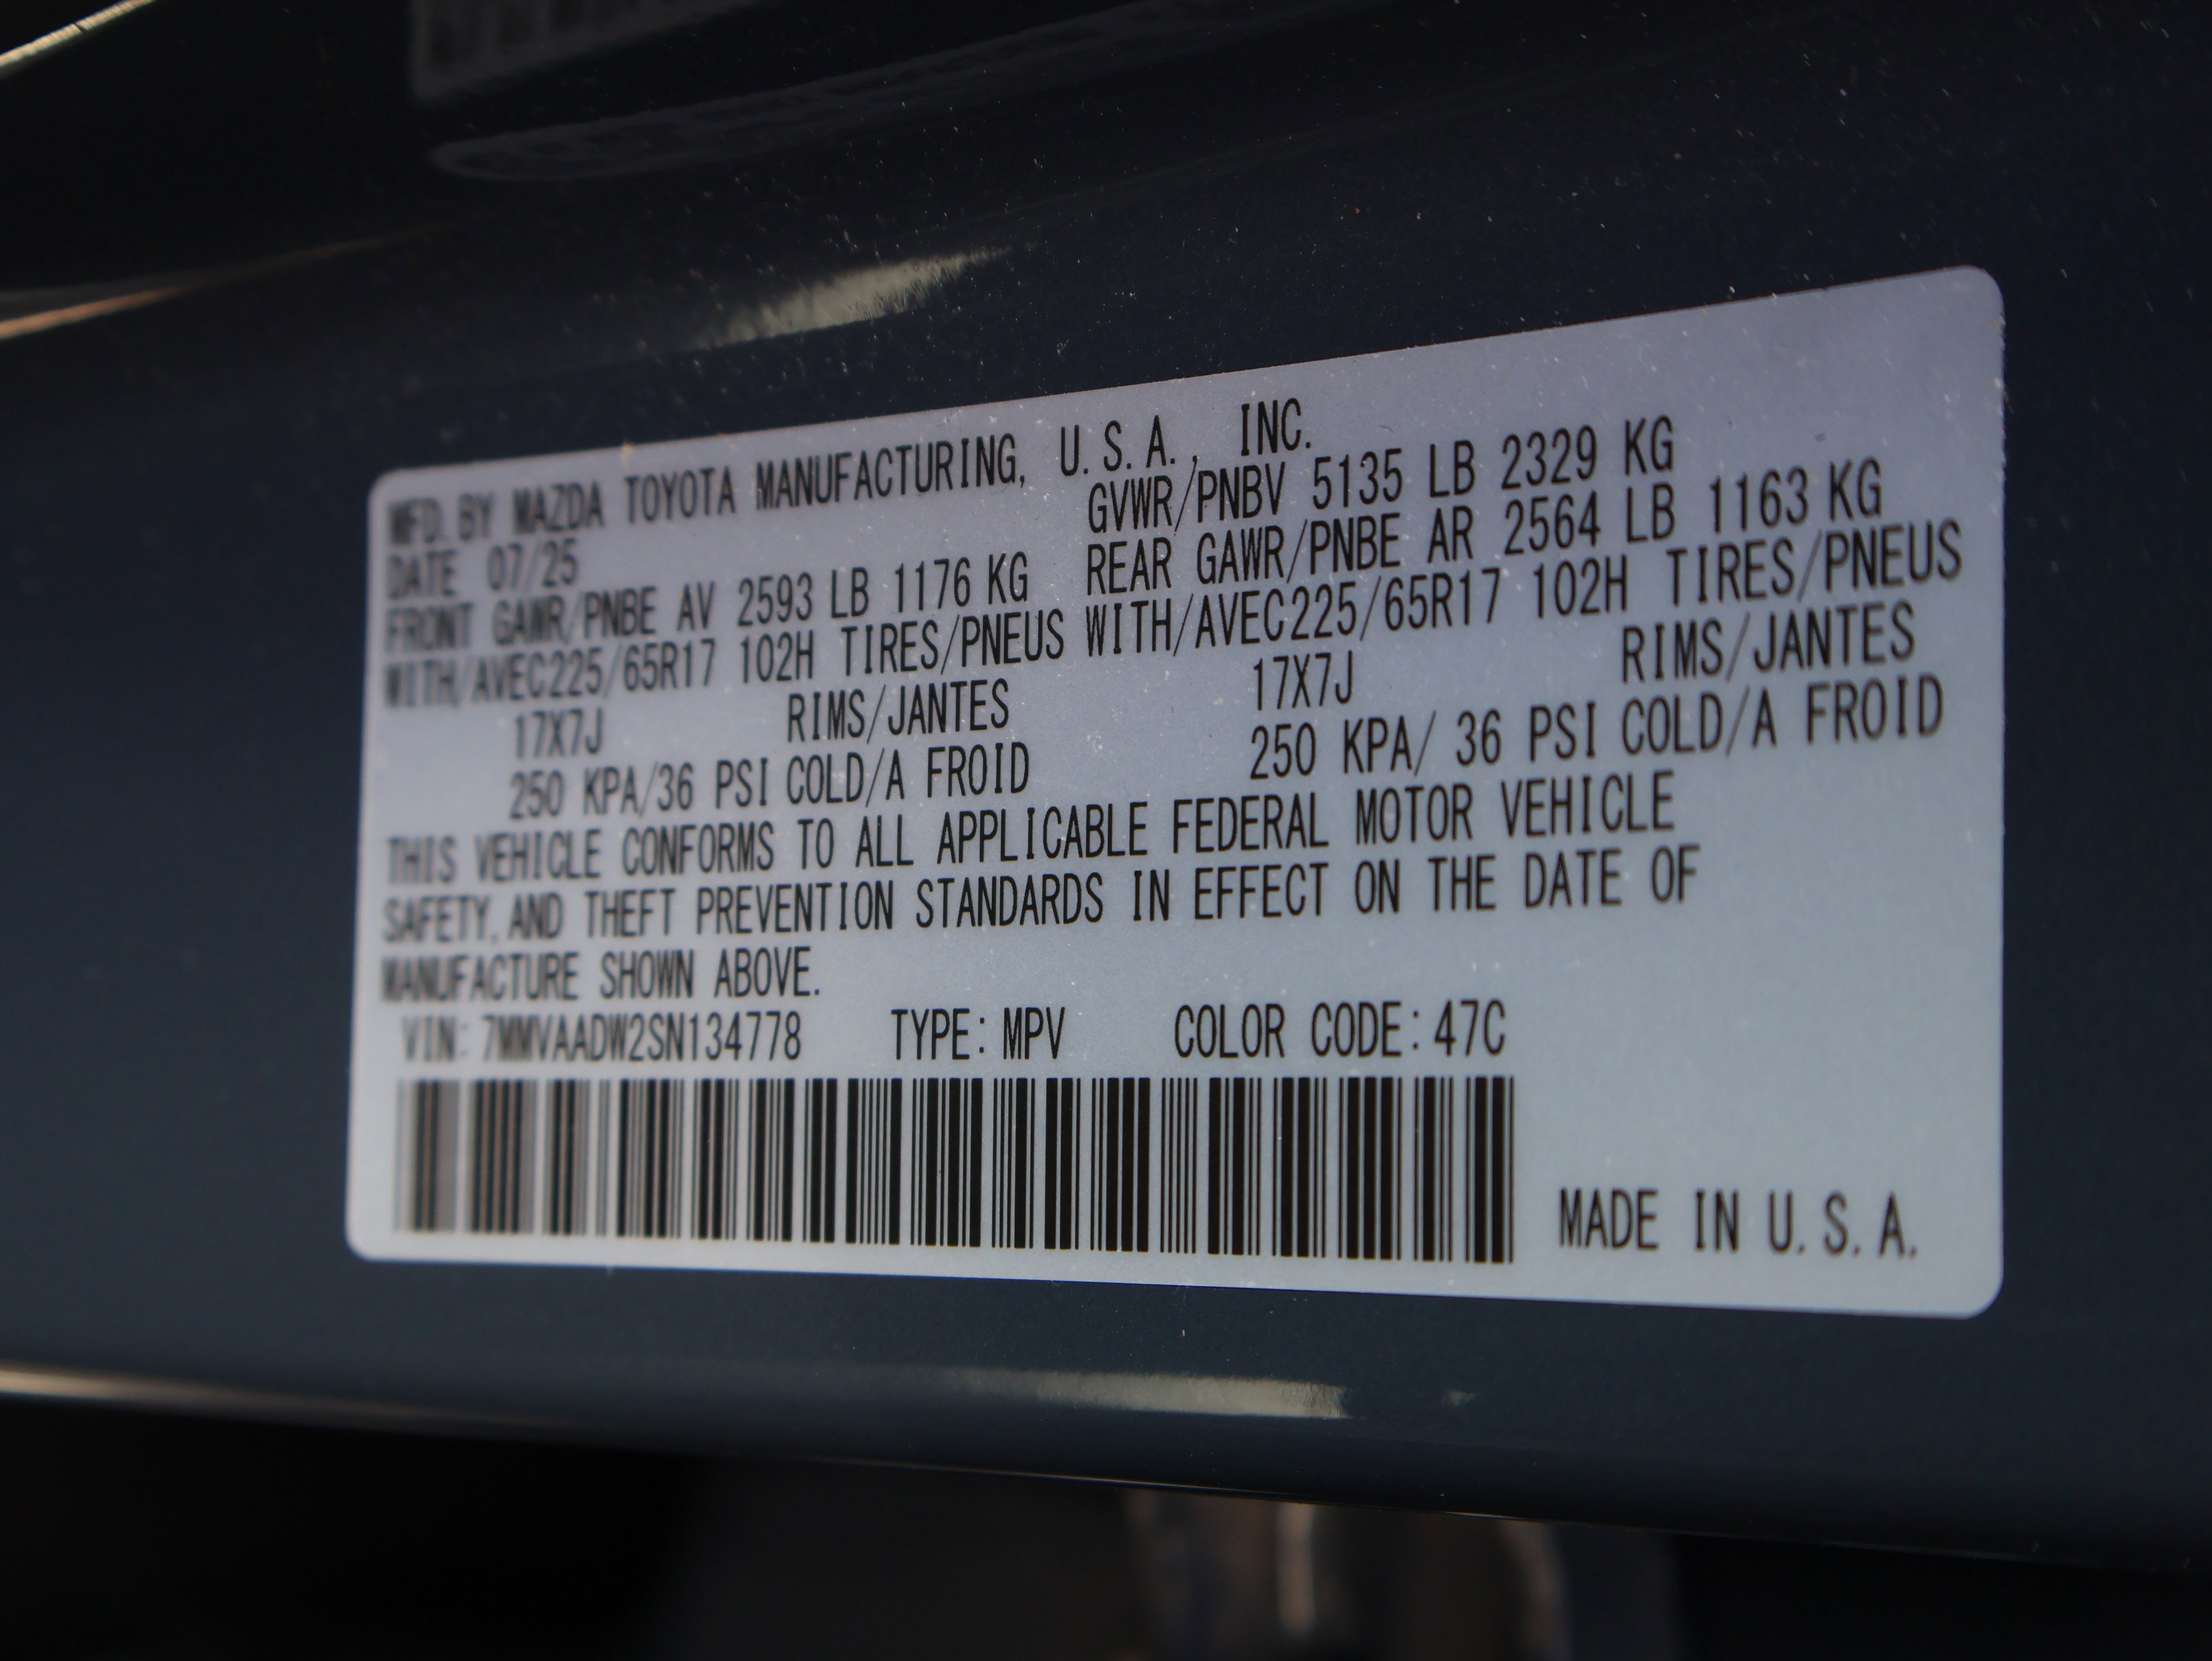 MFD. BY MAZDA TOYOTA MANUFACTURING, U.S.A., INC.
DATE 07/25 GVWR/PNBV 5135 LB 2329 KG
FRONT GAWR/PNBE AV 2593 LB 1176 KG REAR GAWR/PNBE AR 2564 LB 1163 KG
WITH/AVEC225/65R17 102H TIRES/PNEUS WITH/AVEC225/65R17 102H TIRES/PNEUS
17X7J RIMS/JANTES 17X7J RIMS/JANTES
250 KPA/36 PSI COLD/A FROID 250 KPA/ 36 PSI COLD/A FROID
THIS VEHICLE CONFORMS TO ALL APPLICABLE FEDERAL MOTOR VEHICLE
SAFETY, AND THEFT PREVENTION STANDARDS IN EFFECT ON THE DATE OF
MANUFACTURE SHOWN ABOVE.
VIN: 7MMVAADW2SN134778 TYPE: MPV COLOR CODE: 47C
MADE IN U.S.A.